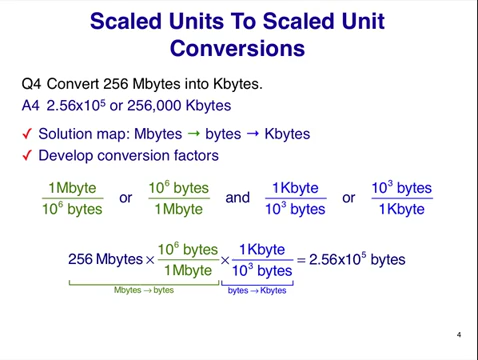 Scaled Units To Scaled Unit
Conversions
Q4 Convert 256 Mbytes into Kbytes.
A4 2.56x10⁵ or 256,000 Kbytes
✓ Solution map: Mbytes → bytes → Kbytes
✓ Develop conversion factors
1Mbyte/10⁶ bytes or 10⁶ bytes/1Mbyte and 1Kbyte/10³ bytes or 10³ bytes/1Kbyte
256 Mbytes × 10⁶ bytes/1Mbyte × 1Kbyte/10³ bytes = 2.56x10⁵ bytes
Mbytes → bytes bytes → Kbytes
4